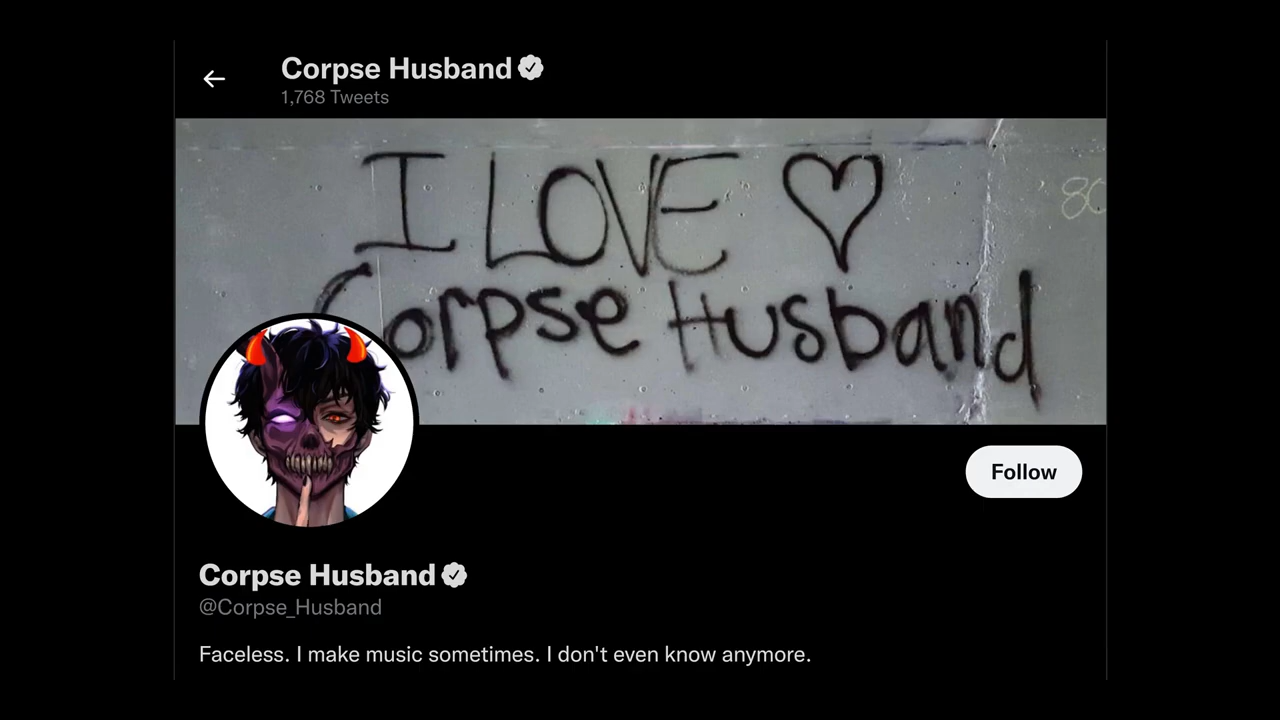 Corpse Husband
1,768 Tweets
I LOVE ♡
80
Corpse Husband
Follow
Corpse Husband
@Corpse_Husband
Faceless. I make music sometimes. I don't even know anymore.